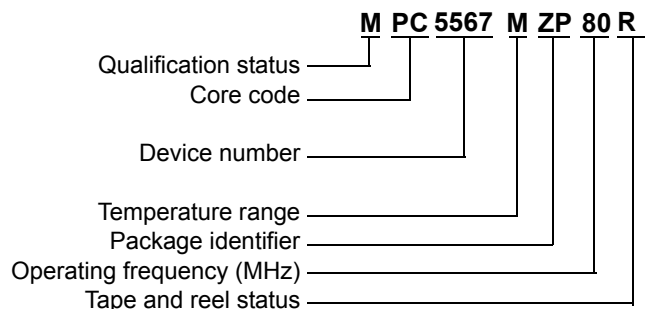 M PC 5567 M ZP 80 R
Qualification status
Core code
Device number
Temperature range
Package identifier
Operating frequency (MHz)
Tape and reel status